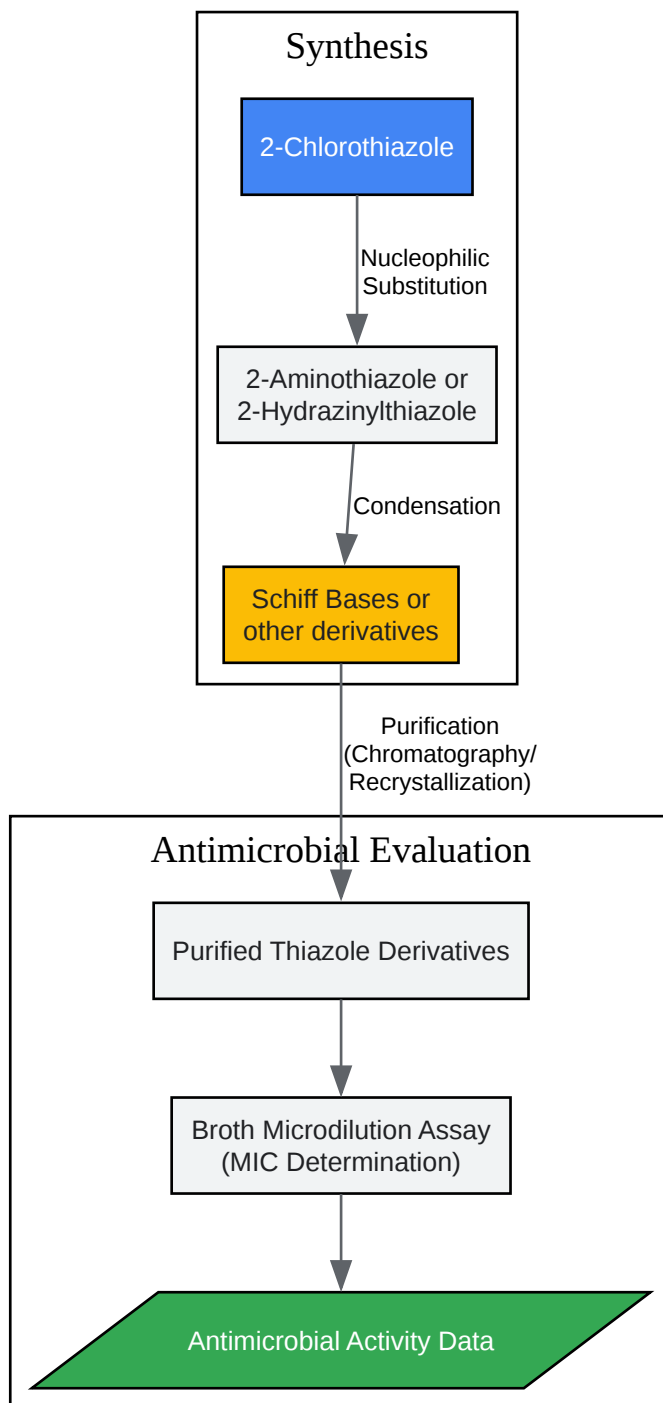 Synthesis
2-Chlorothiazole
Nucleophilic
Substitution
2-Aminothiazole or
2-Hydrazinylthiazole
Condensation
Schiff Bases or
other derivatives
Purification
(Chromatography/
Recrystallization)
Antimicrobial Evaluation
Purified Thiazole Derivatives
Broth Microdilution Assay
(MIC Determination)
Antimicrobial Activity Data